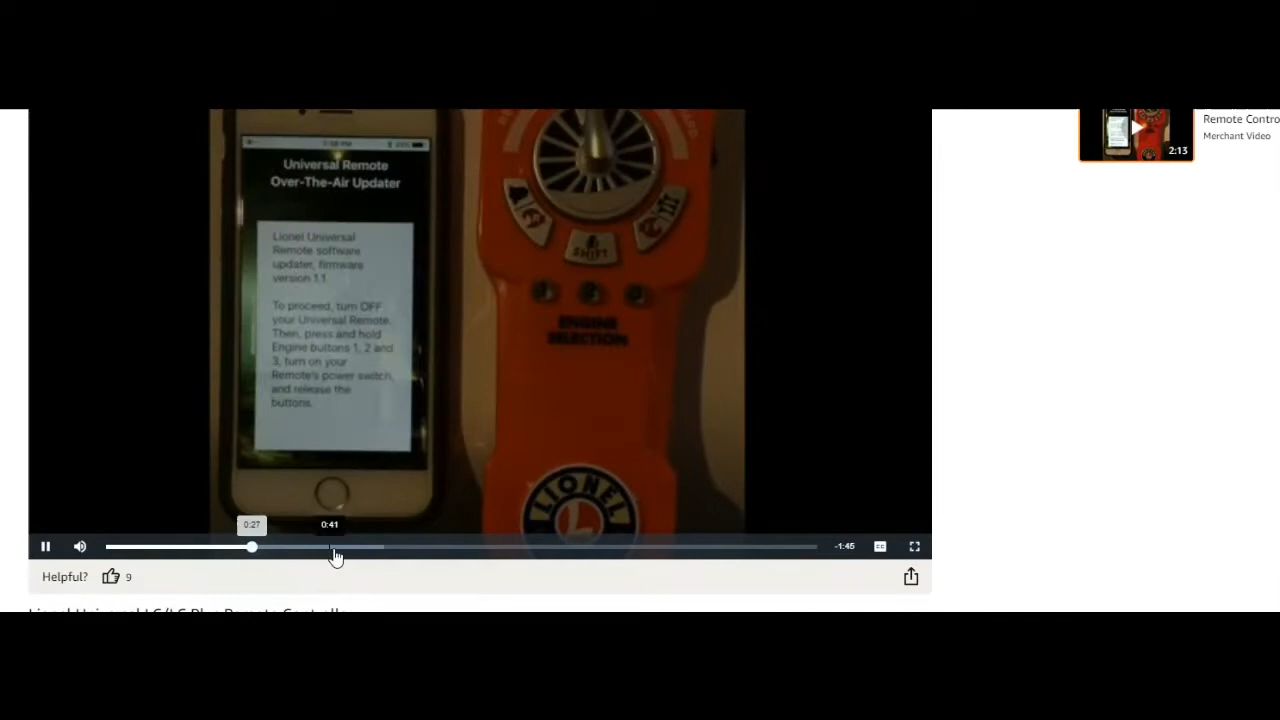 Universal Remote
Over-The-Air Updater
Lionel Universal
Remote software
updater, firmware
version 1.1
To proceed, turn OFF
your Universal Remote.
Then, press and hold
Engine buttons 1, 2 and
3, turn on your
Remote's power switch,
and release the
buttons.
SHIFT
ENGINE
SELECTION
LIONEL
L
0:27
0:41
-1:45
CC
Helpful?
9
2:13
Remote Contro
Merchant Video